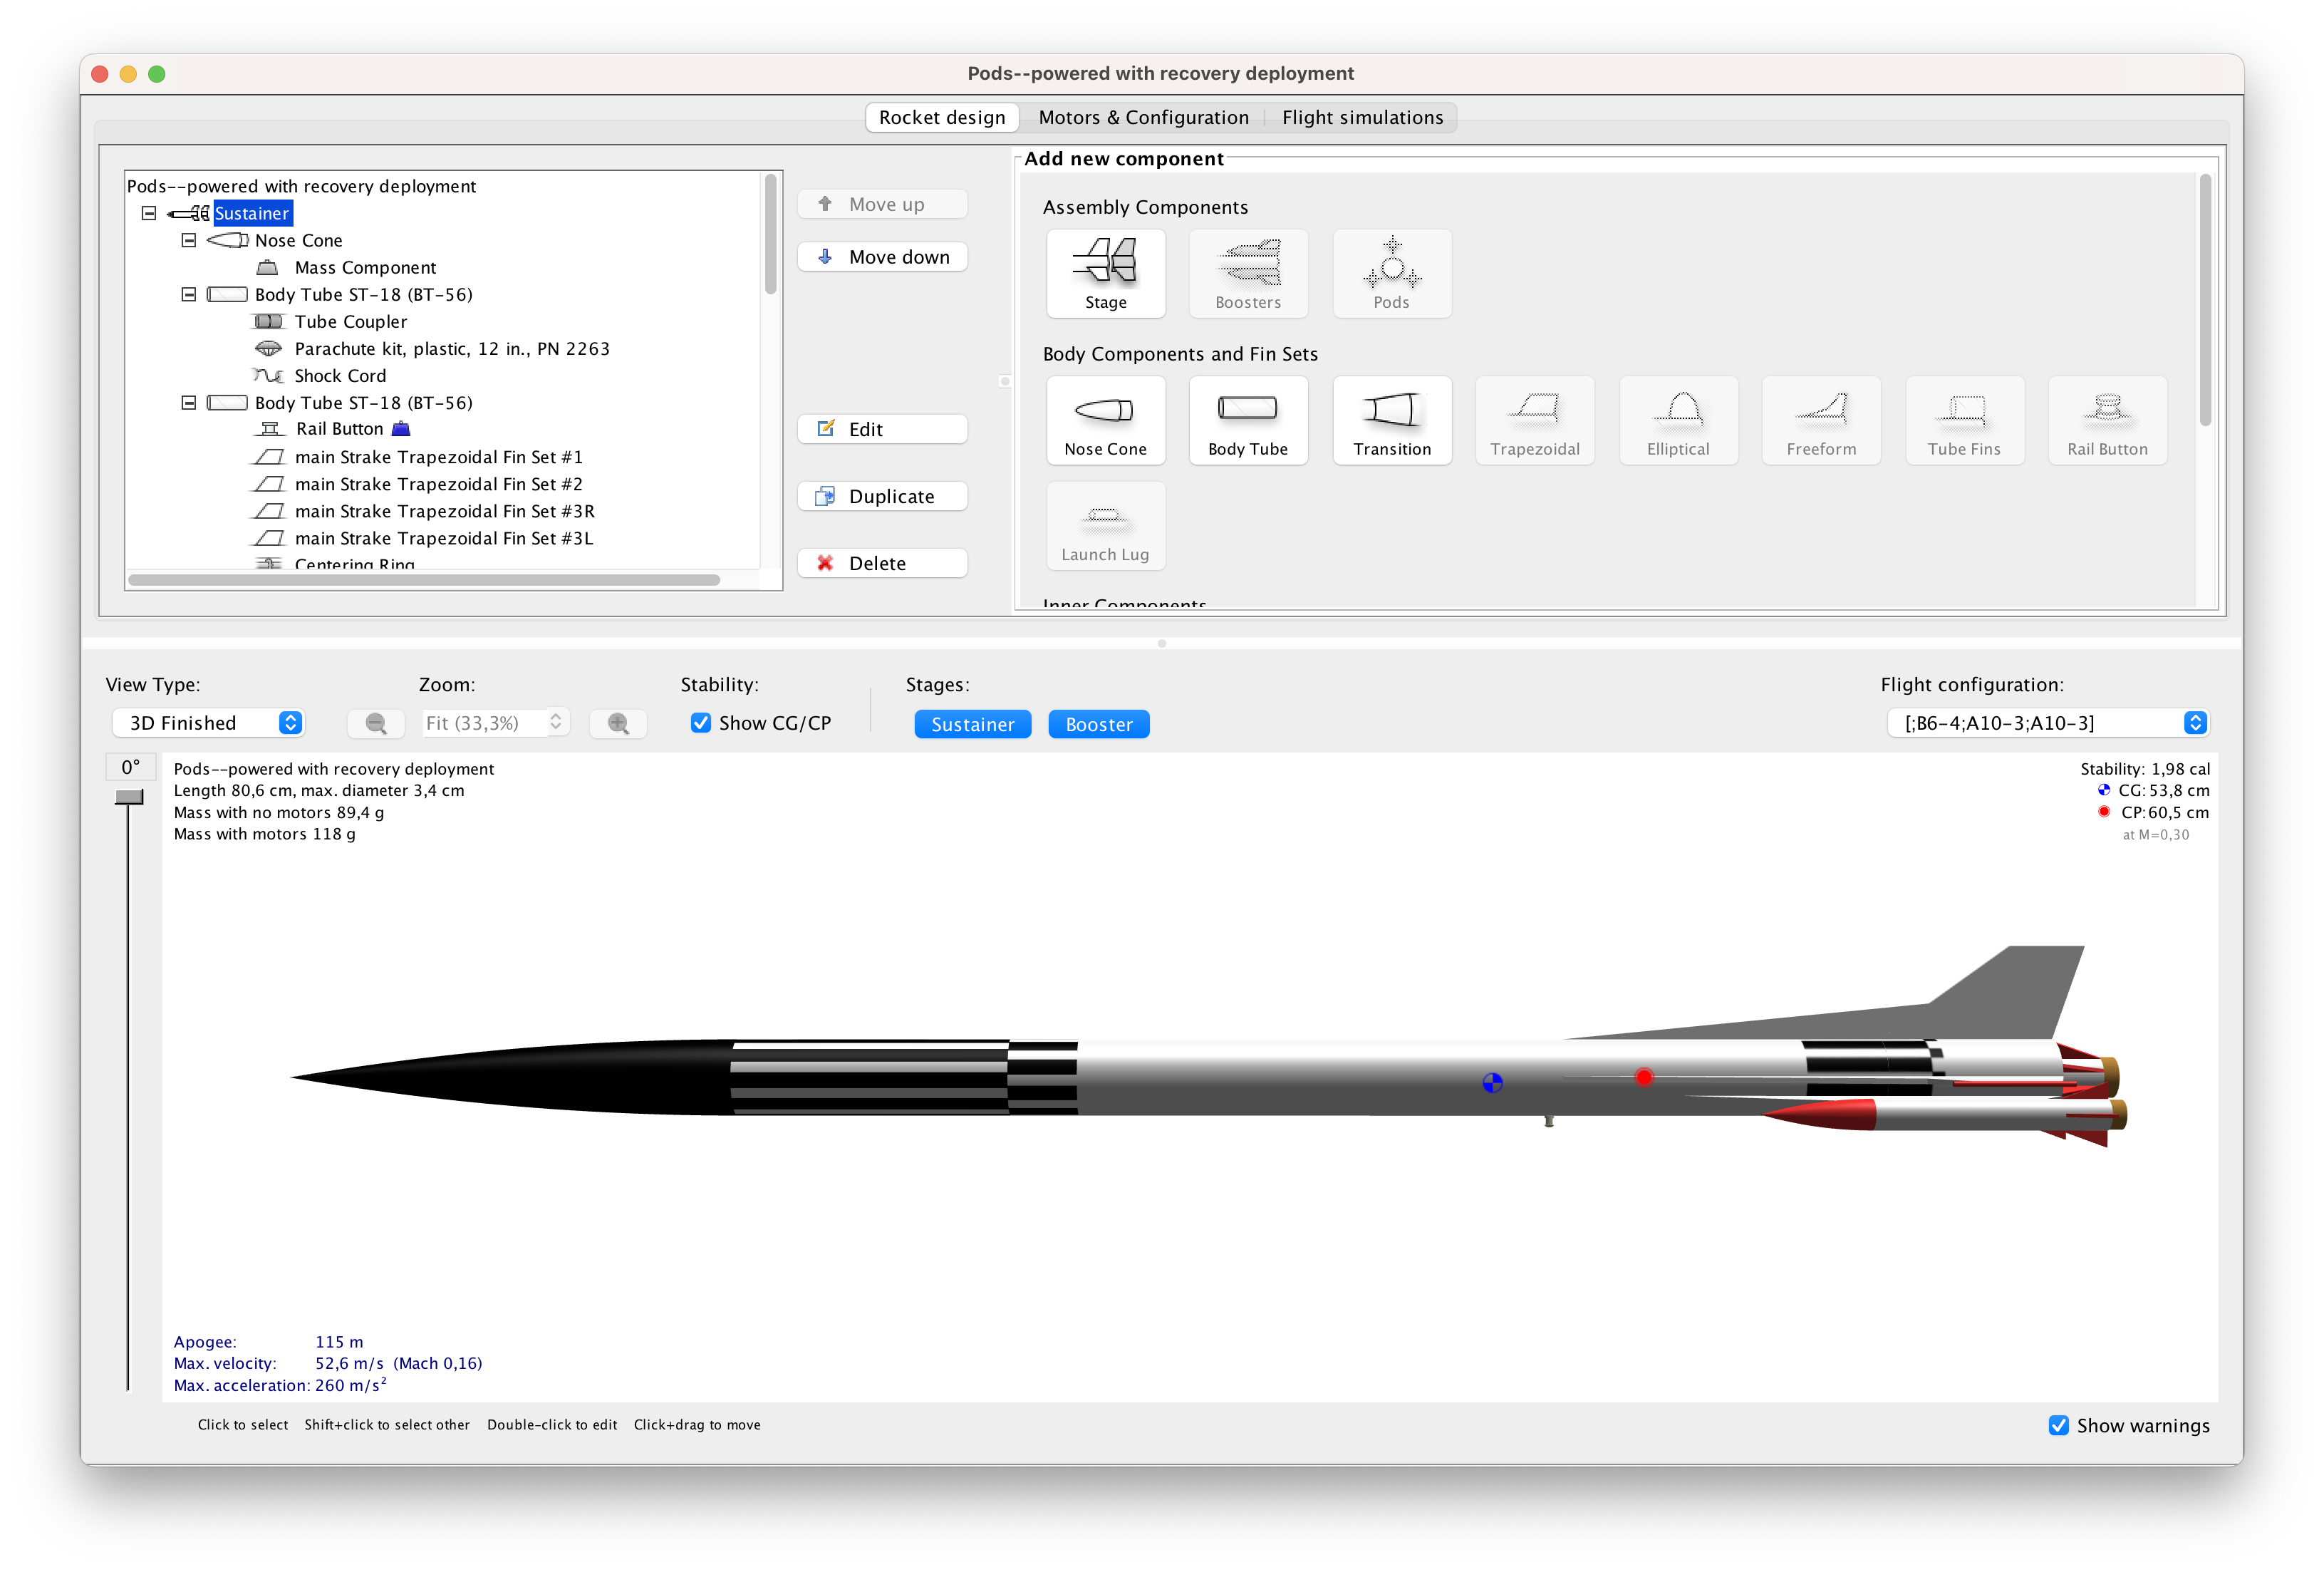 Pods--powered with recovery deployment
Rocket design
Motors & Configuration
Flight simulations
Pods--powered with recovery deployment
Sustainer
Nose Cone
Mass Component
Body Tube ST-18 (BT-56)
Tube Coupler
Parachute kit, plastic, 12 in., PN 2263
Shock Cord
Body Tube ST-18 (BT-56)
Rail Button
main Strake Trapezoidal Fin Set #1
main Strake Trapezoidal Fin Set #2
main Strake Trapezoidal Fin Set #3R
main Strake Trapezoidal Fin Set #3L
Centering Ring
Move up
Move down
Edit
Duplicate
Delete
Add new component
Assembly Components
Stage
Boosters
Pods
Body Components and Fin Sets
Nose Cone
Body Tube
Transition
Trapezoidal
Elliptical
Freeform
Tube Fins
Rail Button
Launch Lug
Inner Components
View Type:
3D Finished
Zoom:
Fit (33,3%)
Stability:
Show CG/CP
Stages:
Sustainer
Booster
Flight configuration:
[;B6-4;A10-3;A10-3]
0°
Pods--powered with recovery deployment
Length 80,6 cm, max. diameter 3,4 cm
Mass with no motors 89,4 g
Mass with motors 118 g
Stability: 1,98 cal
CG: 53,8 cm
CP: 60,5 cm
at M=0,30
Apogee: 115 m
Max. velocity: 52,6 m/s (Mach 0,16)
Max. acceleration: 260 m/s²
Click to select Shift+click to select other Double-click to edit Click+drag to move
Show warnings